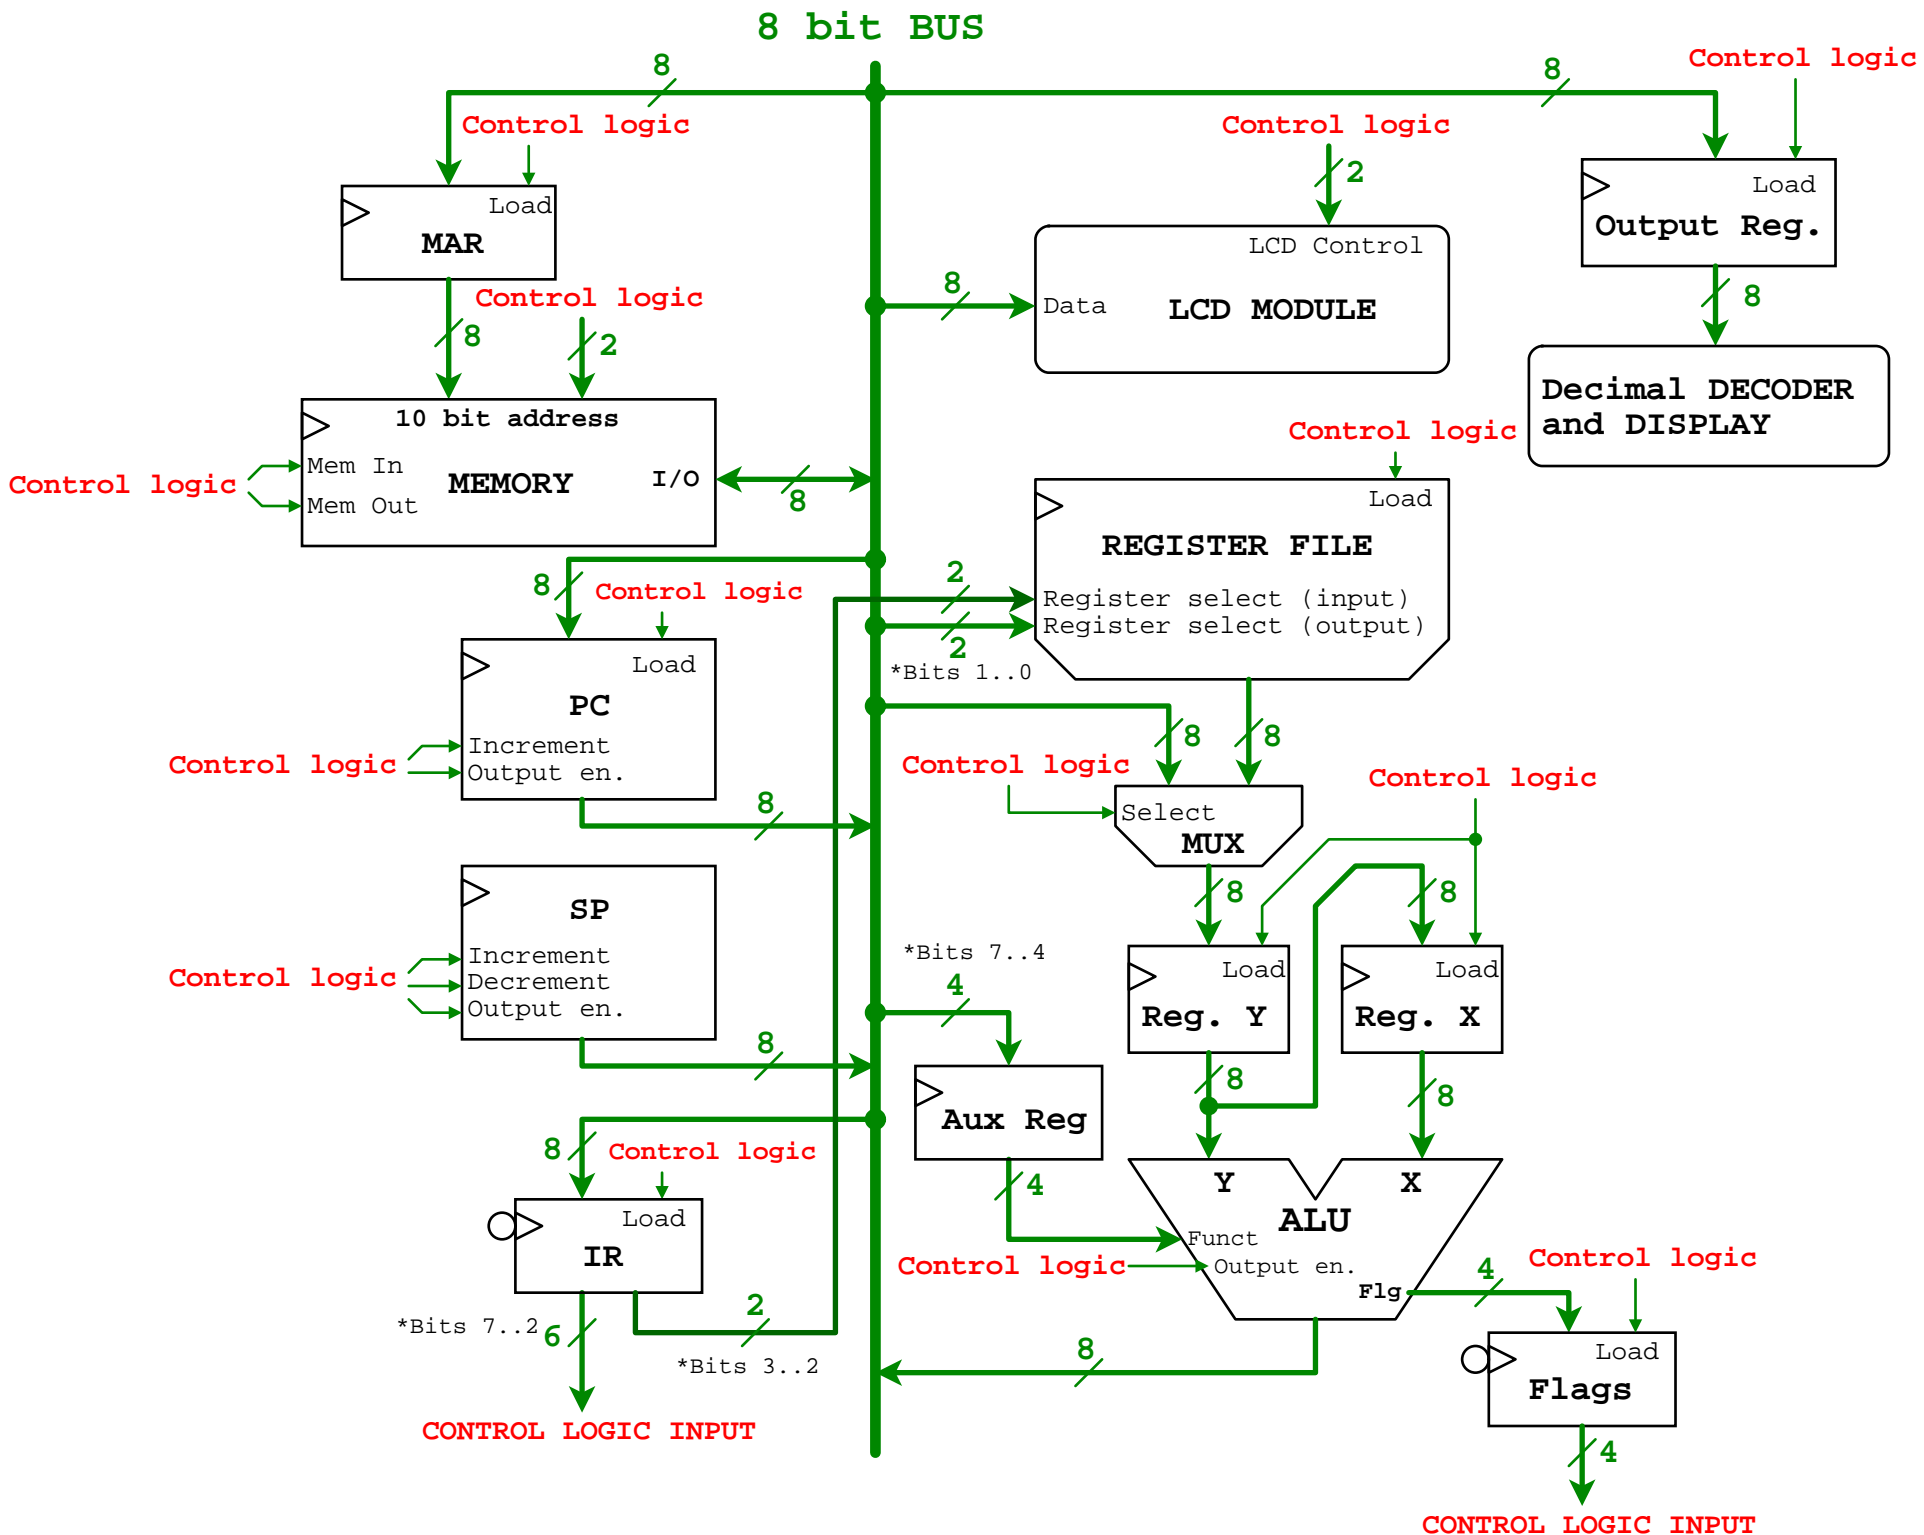 8 bit BUS
8
8
Control logic
Control logic
Control logic
2
Load
MAR
Load
Output Reg.
LCD Control
8
Data
LCD MODULE
8
Control logic
8
2
Decimal DECODER
and DISPLAY
10 bit address
Mem In
Control logic
MEMORY
I/O
Mem Out
8
Control logic
Load
REGISTER FILE
2
Register select (input)
Register select (output)
2
*Bits 1..0
8
Control logic
Load
PC
Increment
Control logic
Output en.
8
8
8
Control logic
Select
MUX
Control logic
8
8
SP
Increment
Control logic
Decrement
Output en.
8
*Bits 7..4
4
Load
Reg. Y
Load
Reg. X
8
8
Aux Reg
4
8
Control logic
Load
IR
Y
X
ALU
Funct
Control logic
Output en.
Flg
4
Control logic
*Bits 7..2
6
2
*Bits 3..2
8
Load
Flags
CONTROL LOGIC INPUT
4
CONTROL LOGIC INPUT